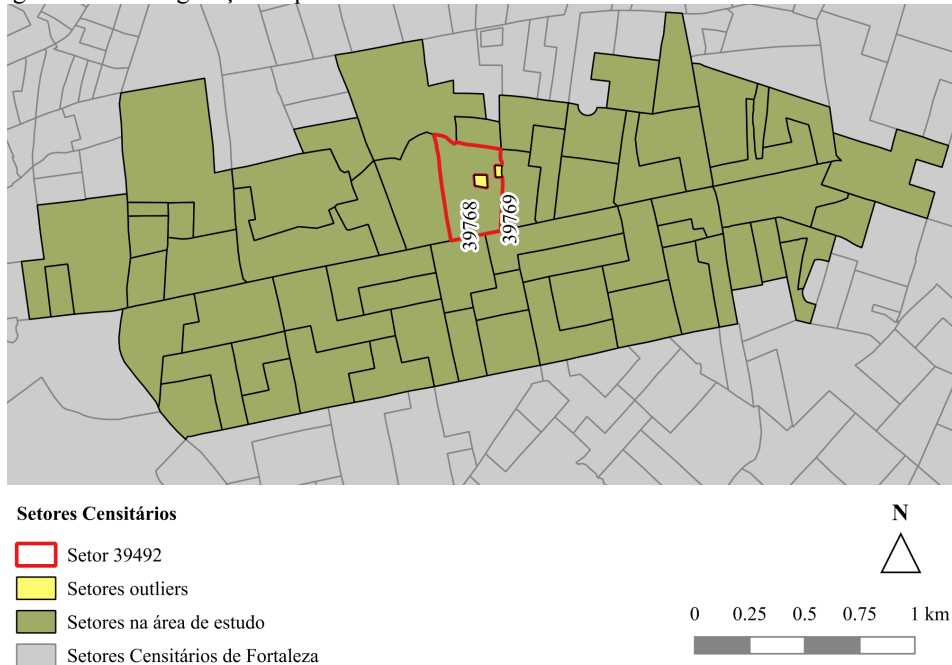 39768
39769
Setores Censitários
Setor 39492
Setores outliers
Setores na área de estudo
Setores Censitários de Fortaleza
N
0 0.25 0.5 0.75 1 km